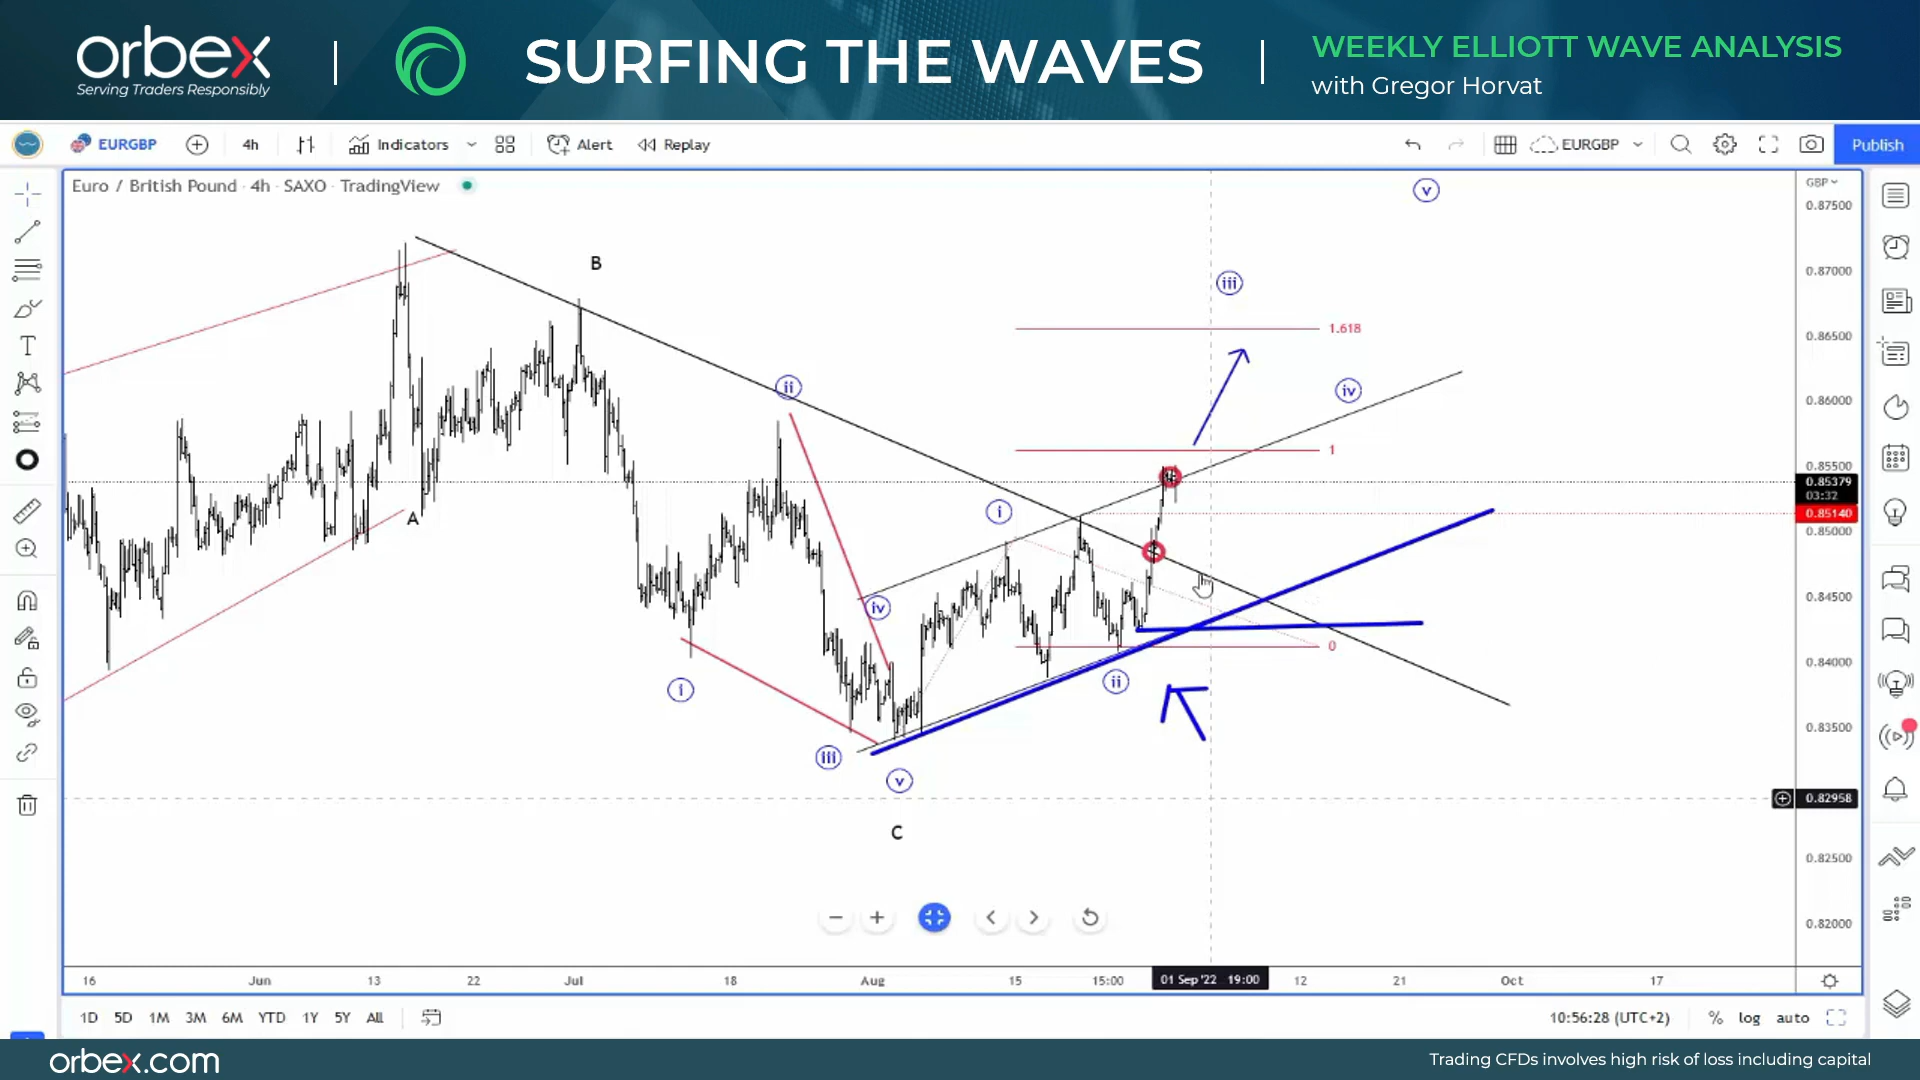 orbex
Serving Traders Responsibly
SURFING THE WAVES
WEEKLY ELLIOTT WAVE ANALYSIS
with Gregor Horvat
EURGBP
4h
Indicators
Alert
Replay
EURGBP
Publish
Euro / British Pound · 4h · SAXO · TradingView
GBP
v
0.87500
B
0.87000
iii
1.618
0.86500
ii
iv
0.86000
1
0.85500
0.85379
03:32
A
i
0.85140
0.85000
iv
0.84500
0
0.84000
i
ii
0.83500
iii
v
0.82958
C
0.82500
0.82000
16
Jun
13
22
Jul
18
Aug
15
15:00
01 Sep '22 19:00
12
21
Oct
17
1D 5D 1M 3M 6M YTD 1Y 5Y All
10:56:28 (UTC+2)
% log auto
orbex.com
Trading CFDs involves high risk of loss including capital